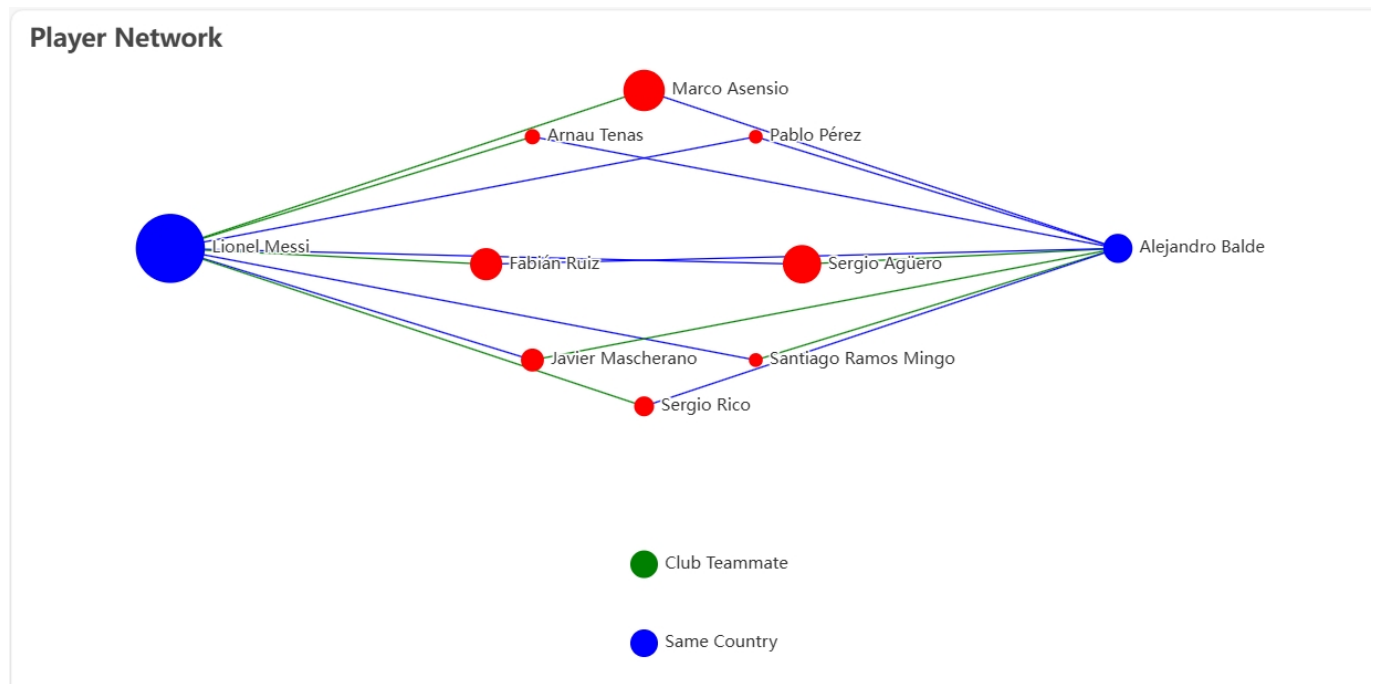 Player Network
Marco Asensio
Arnau Tenas
Pablo Pérez
Lionel Messi
Fabián Ruiz
Sergio Agüero
Alejandro Balde
Javier Mascherano
Santiago Ramos Mingo
Sergio Rico
Club Teammate
Same Country